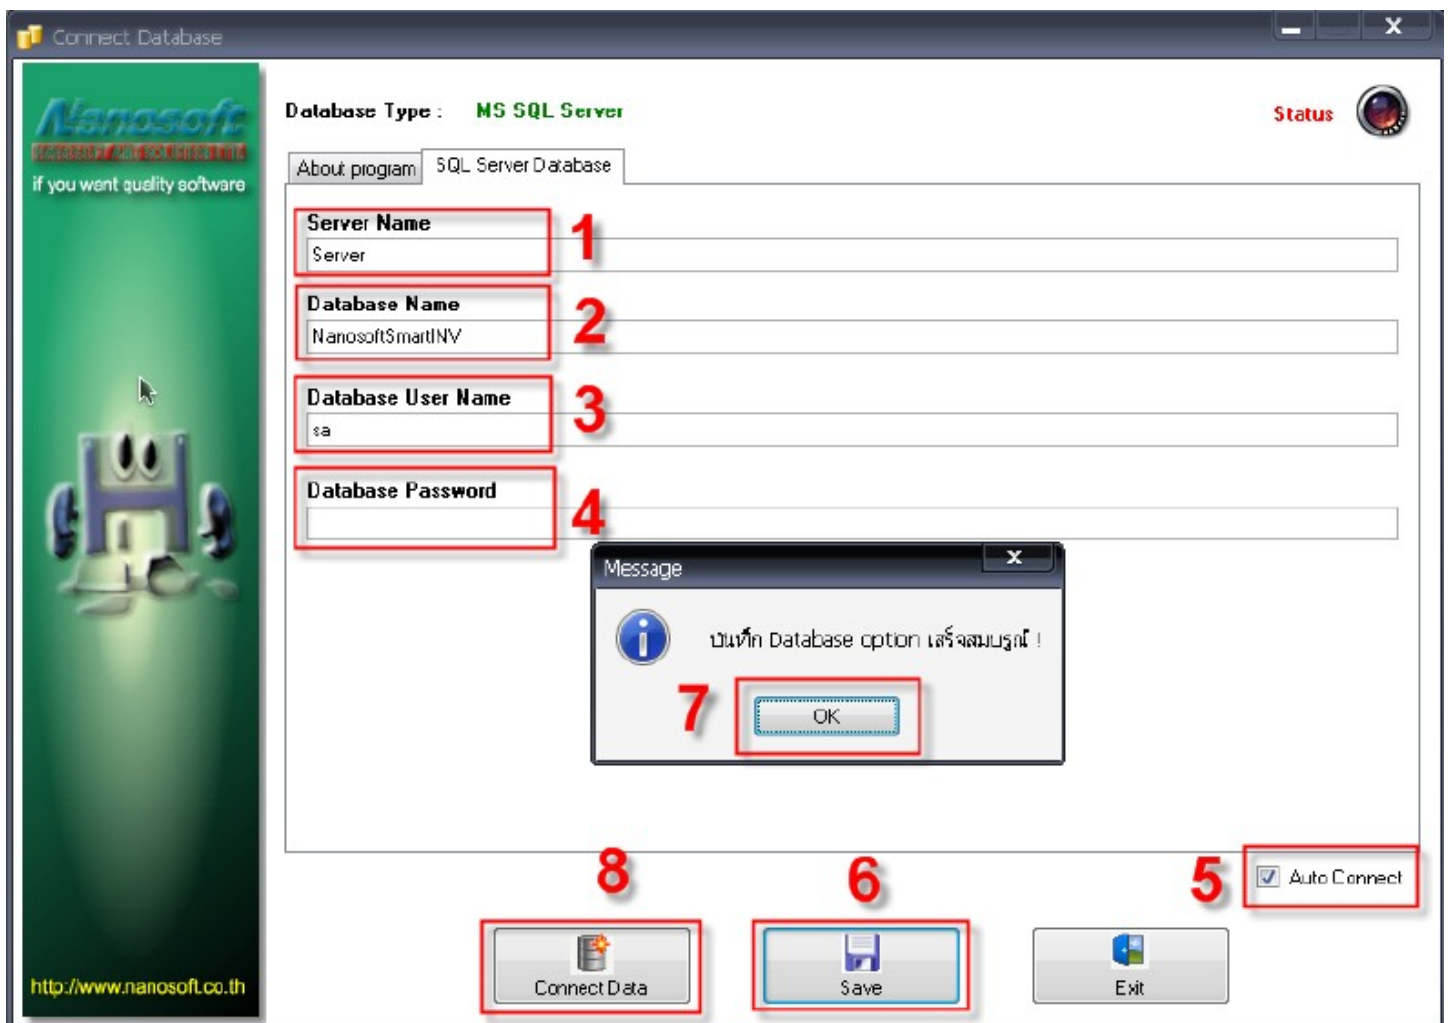 Connect Database
X
Nanosoft
if you want quality software
Database Type : MS SQL Server
Status
About program
SQL Server Database
Server Name
1
Server
Database Name
2
NanosoftSmartINV
Database User Name
3
sa
Database Password
4
Message
x
บันทึก Database option เสร็จสมบรูณ์ !
7
OK
5
Auto Connect
8
6
Connect Data
Save
Exit
http://www.nanosoft.co.th